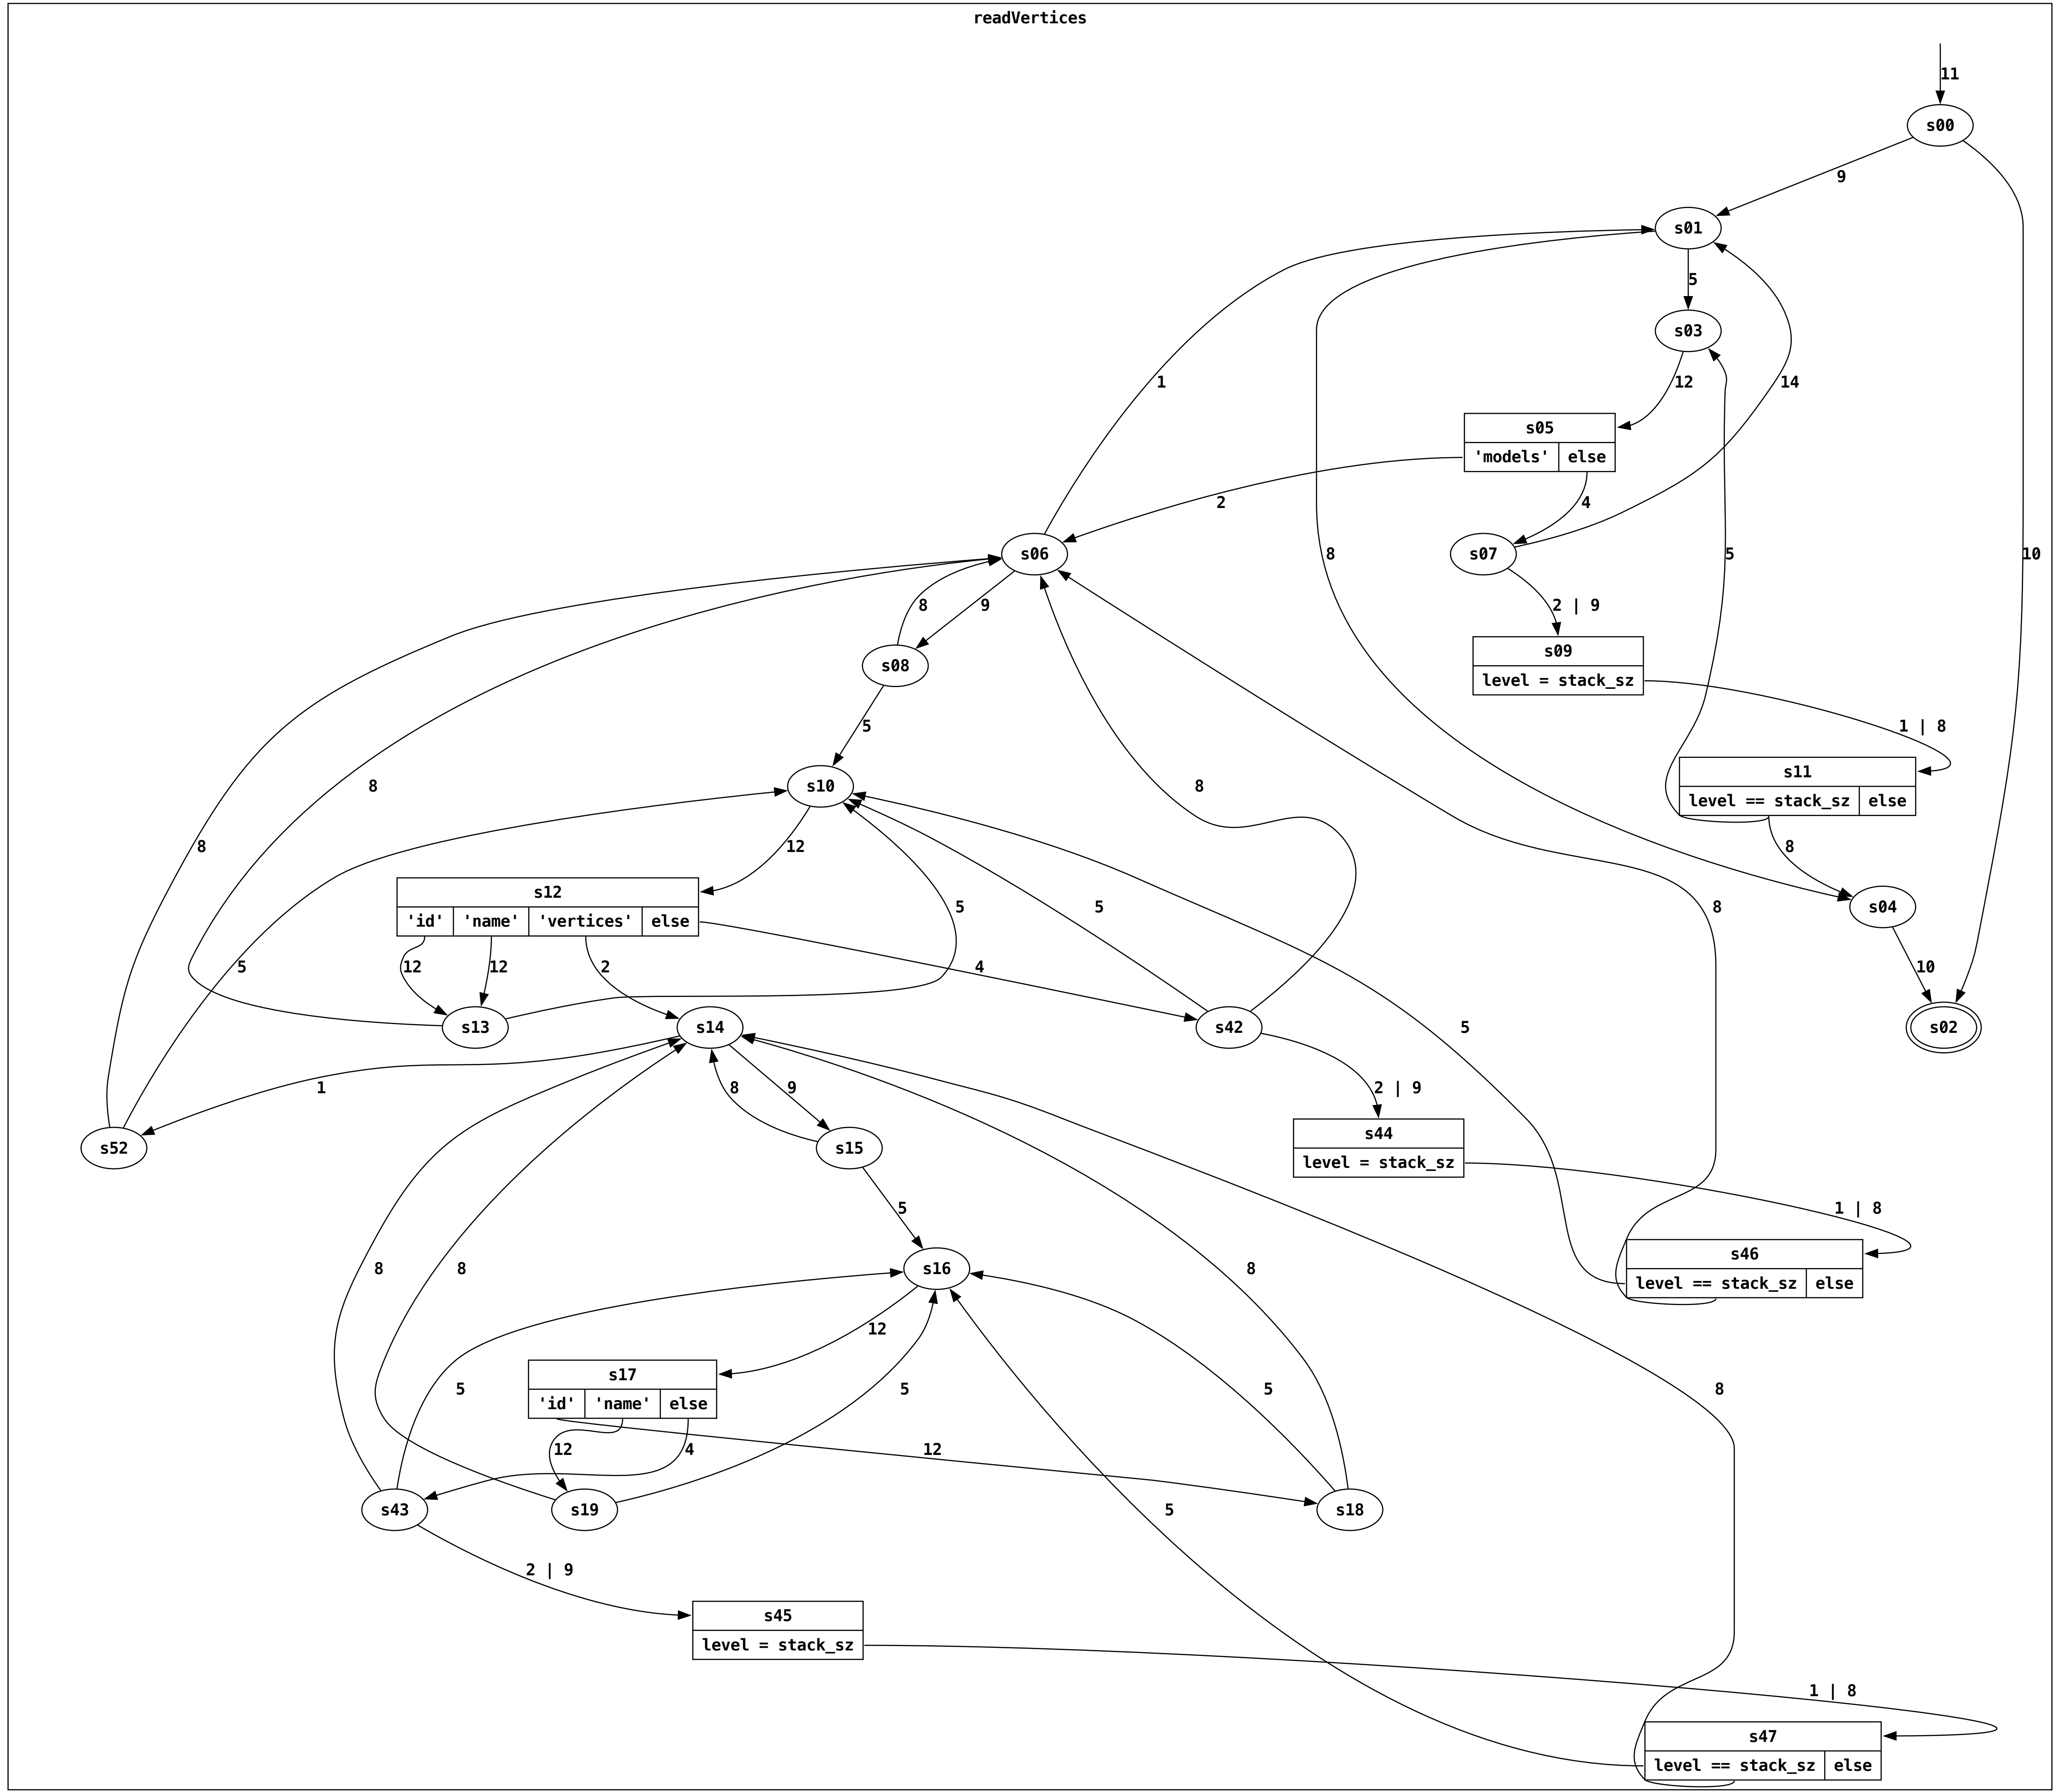 readVertices
11
s00
9
s01
5
s03
12
14
1
s05
'models' else
2
4
s06
8
s07
5
10
8
9
2 | 9
s08
s09
level = stack_sz
5
1 | 8
s10
8
8
s11
level == stack_sz else
8
12
8
s12
'id' 'name' 'vertices' else
5
5
8
s04
5
12
12
2
4
10
s13
s14
s42
5
s02
1
8
9
2 | 9
s52
s15
s44
level = stack_sz
5
1 | 8
s16
8
8
8
s46
level == stack_sz else
12
s17
'id' 'name' else
5
5
5
8
12
4
12
s43
s19
s18
5
2 | 9
s45
level = stack_sz
1 | 8
s47
level == stack_sz else